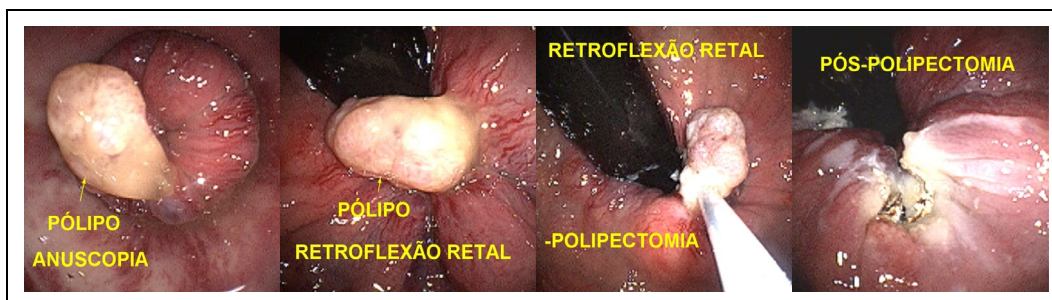 PÓLIPO
ANUSCOPIA
PÓLIPO
RETROFLEXÃO RETAL
RETROFLEXÃO RETAL
-POLIPECTOMIA
PÓS-POLIPECTOMIA